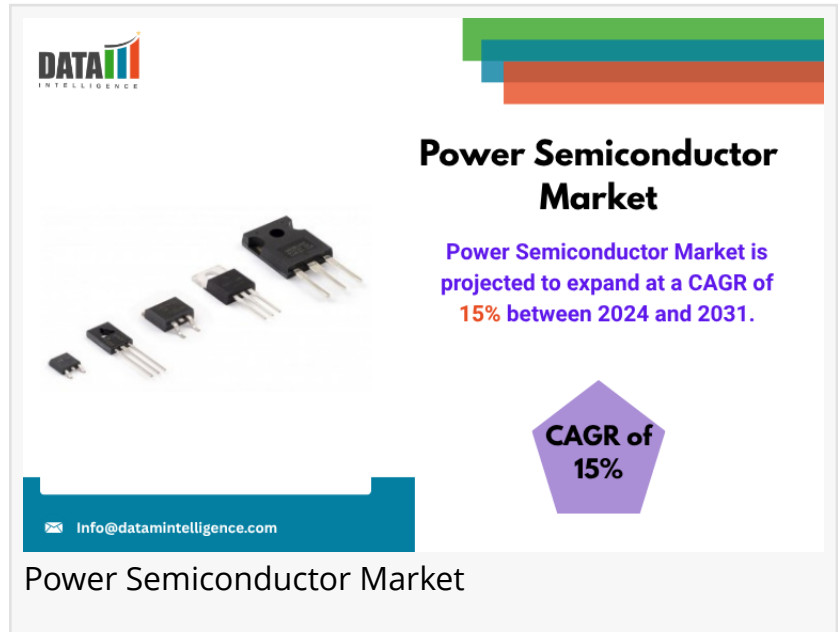 DATA
INTELLIGENCE
Power Semiconductor
Market
Power Semiconductor Market is
projected to expand at a CAGR of
15% between 2024 and 2031.
CAGR of
15%
Info@datamintelligence.com
Power Semiconductor Market